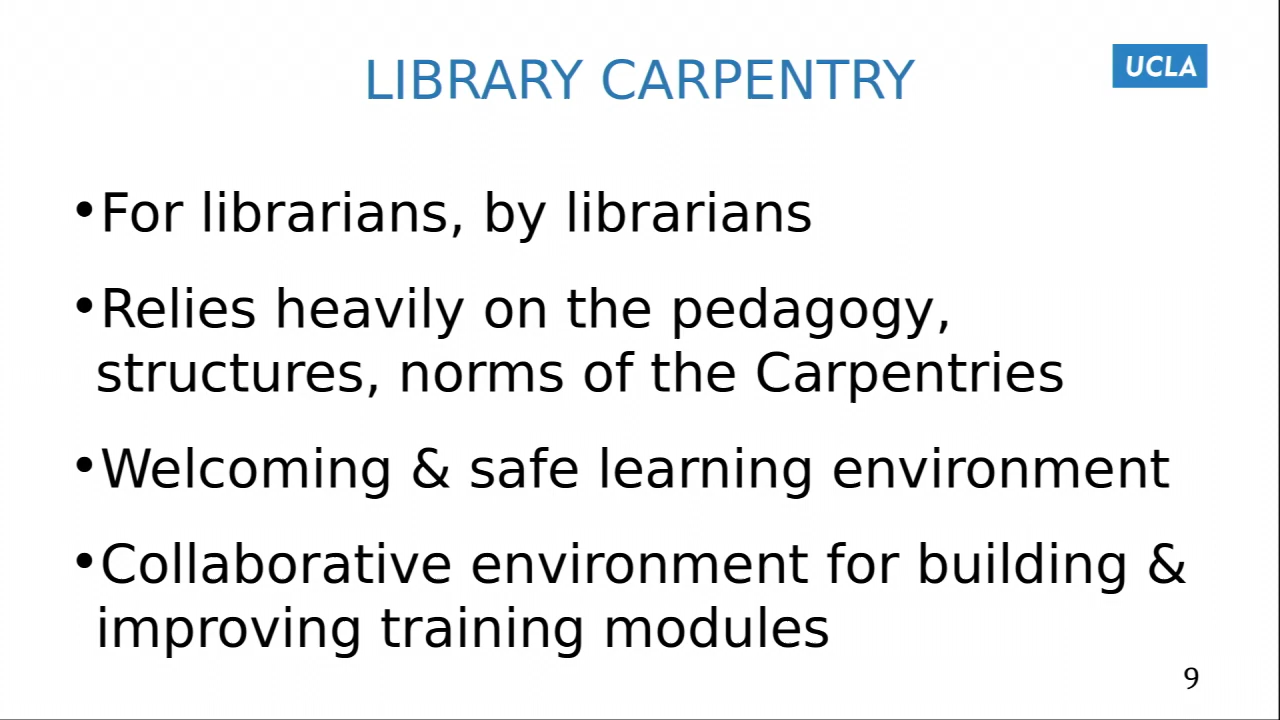 LIBRARY CARPENTRY
UCLA
•For librarians, by librarians
•Relies heavily on the pedagogy,
structures, norms of the Carpentries
•Welcoming & safe learning environment
•Collaborative environment for building &
improving training modules
9